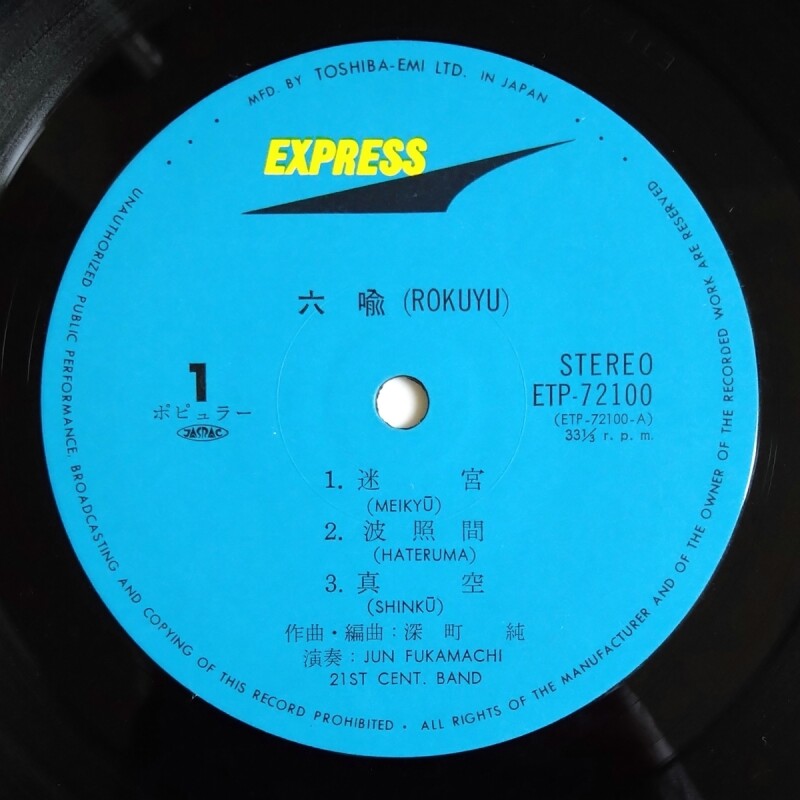 MFD. BY TOSHIBA-EMI LTD. IN JAPAN
EXPRESS
六 喩 (ROKUYU)
1
ポピュラー
JASRAC
STEREO
ETP-72100
(ETP-72100-A)
33⅓ r. p. m.
1. 迷 宮
(MEIKYŪ)
2. 波 照 間
(HATERUMA)
3. 真 空
(SHINKŪ)
作曲・編曲 : 深 町 純
演奏 : JUN FUKAMACHI
21ST CENT. BAND
UNAUTHORIZED PUBLIC PERFORMANCE, BROADCASTING AND COPYING OF THIS RECORD PROHIBITED • ALL RIGHTS OF THE MANUFACTURER AND OF THE OWNER OF THE RECORDED WORK ARE RESERVED